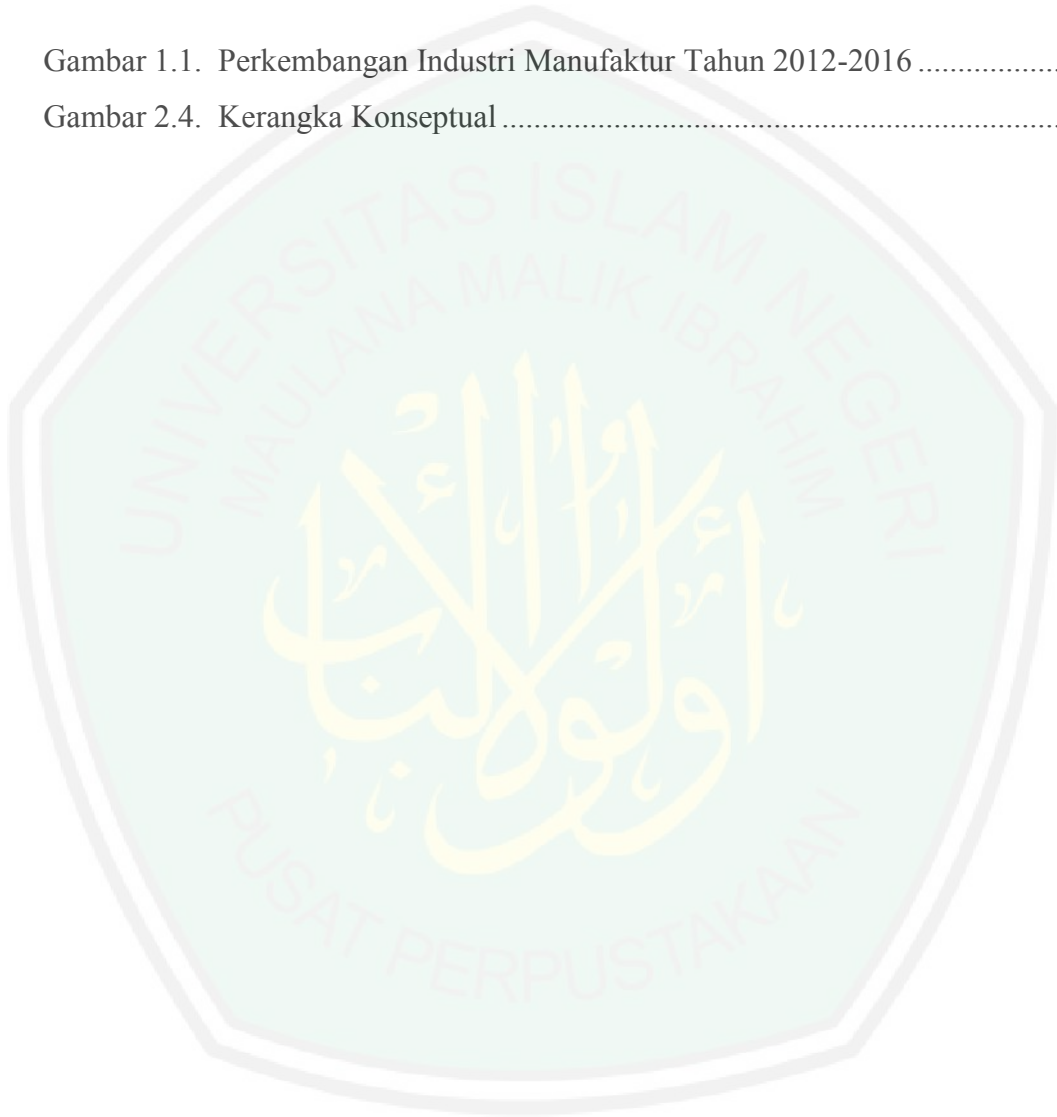 Gambar 1.1. Perkembangan Industri Manufaktur Tahun 2012-2016 ..................
Gambar 2.4. Kerangka Konseptual ......................................................................
UNIVERSITAS ISLAM NEGERI
MAULANA MALIK IBRAHIM
PUSAT PERPUSTAKAAN